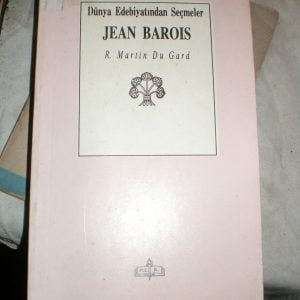 Dünya Edebiyatından Seçmeler
JEAN BAROIS
R. Martin Du Gard